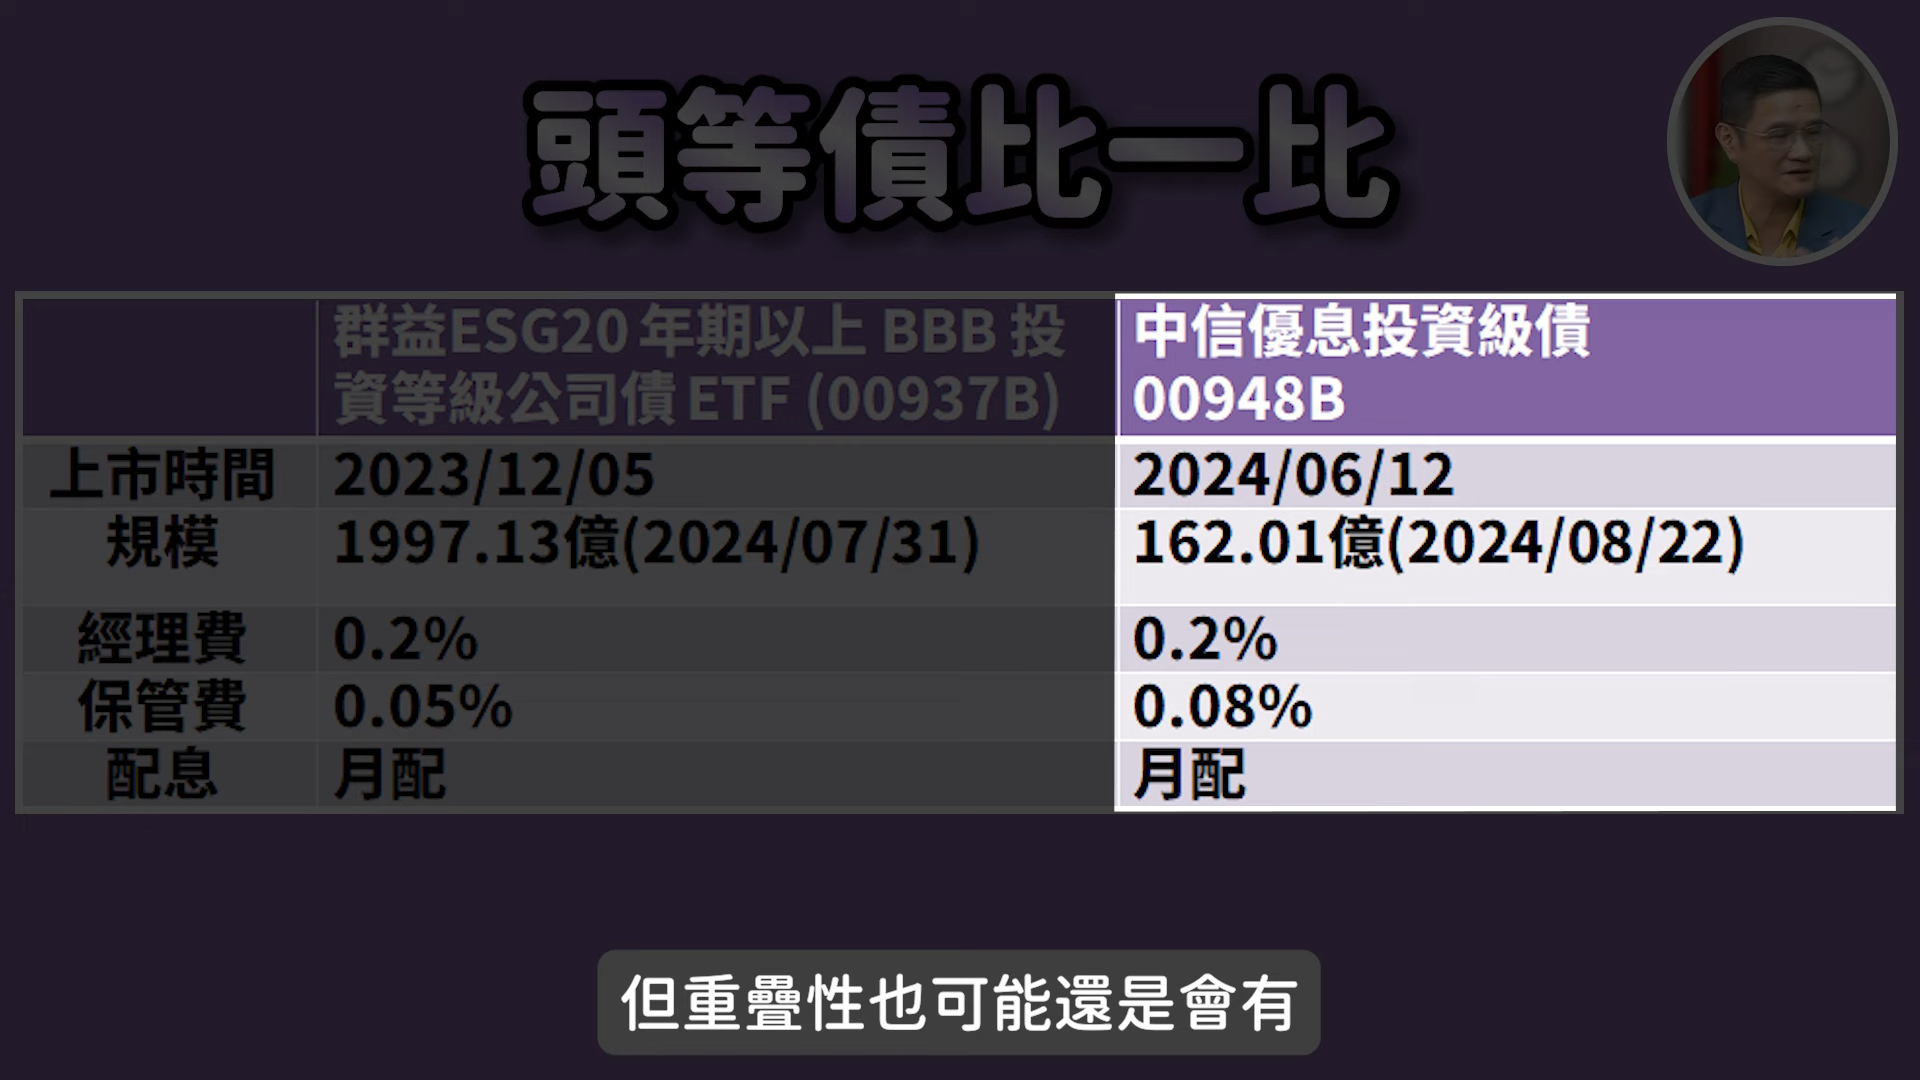 頭等債比一比
群益ESG20年期以上 BBB 投
資等級公司債 ETF (00937B)
中信優息投資級債
00948B
上市時間 2023/12/05 2024/06/12
規模 1997.13億(2024/07/31) 162.01億(2024/08/22)
經理費 0.2% 0.2%
保管費 0.05% 0.08%
配息 月配 月配
但重疊性也可能還是會有